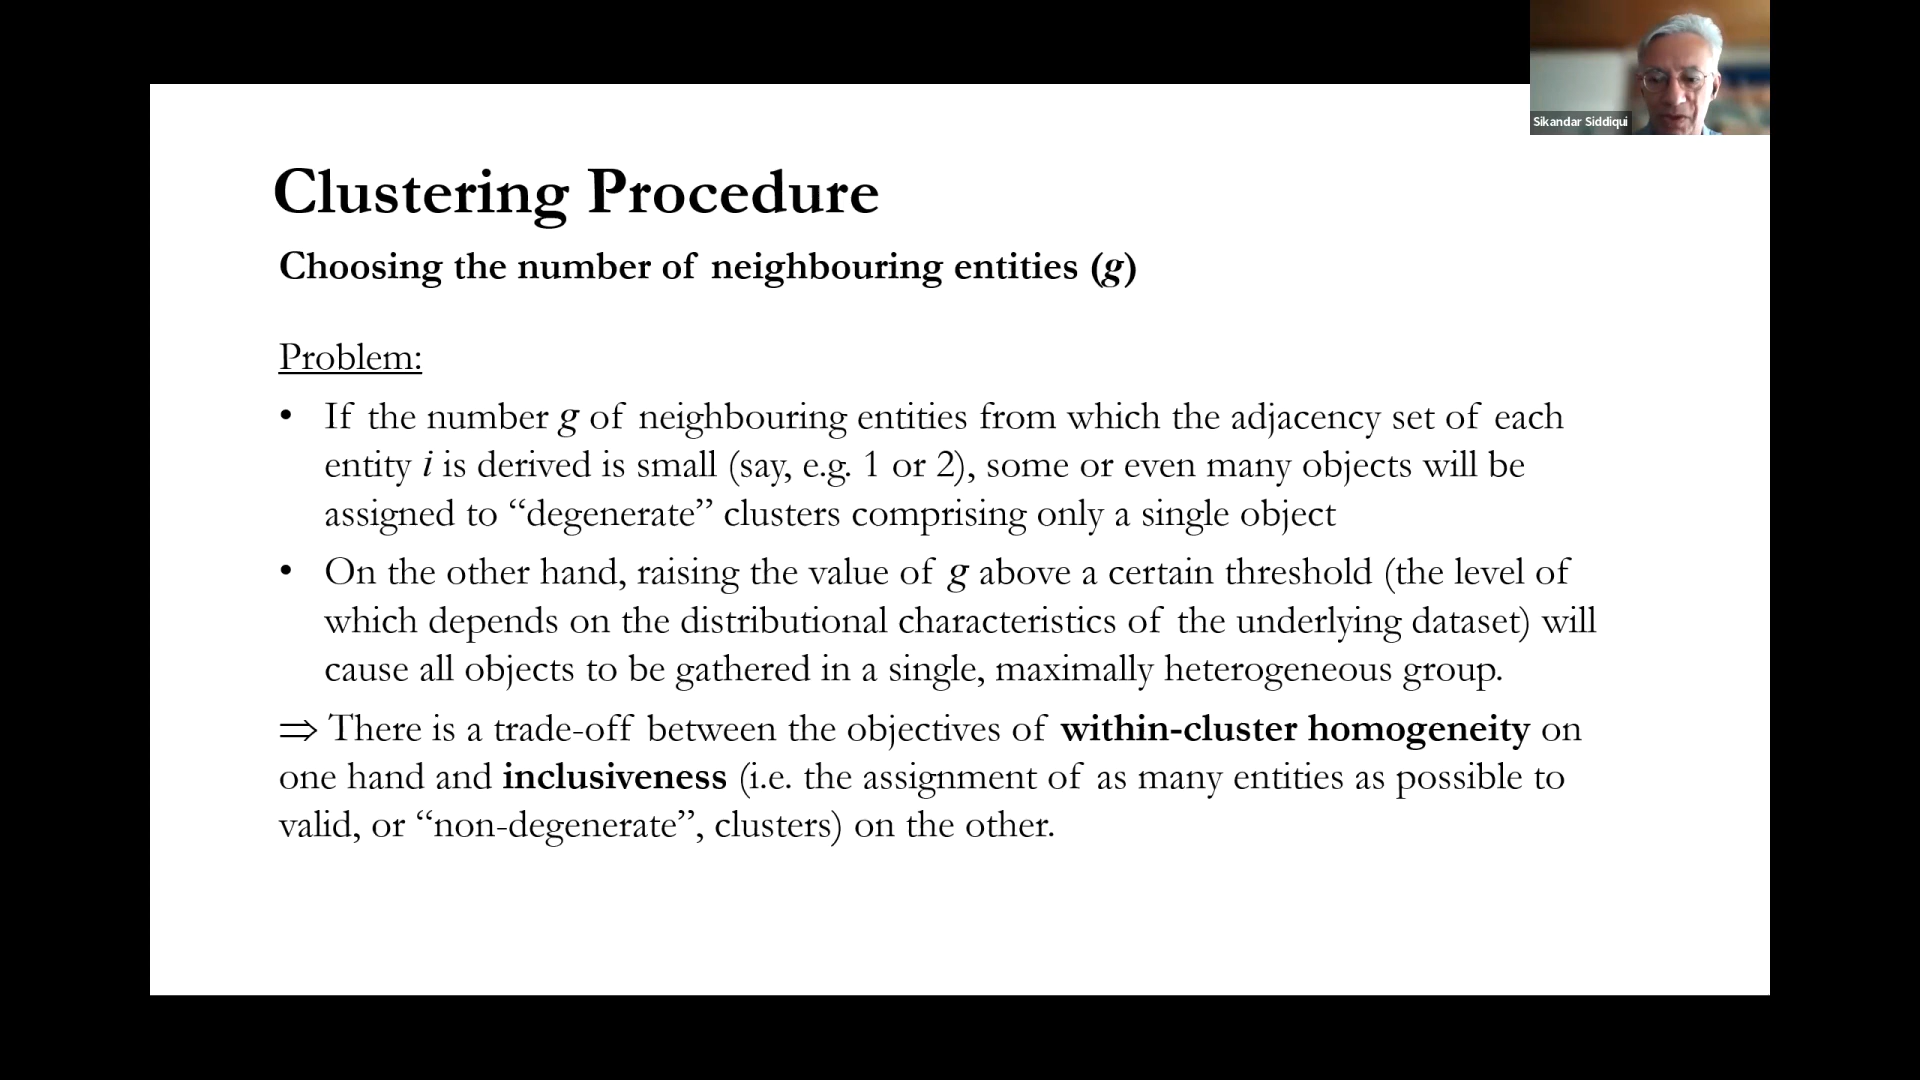 Sikandar Siddiqui
Clustering Procedure
Choosing the number of neighbouring entities (g)
Problem:
• If the number g of neighbouring entities from which the adjacency set of each
entity i is derived is small (say, e.g. 1 or 2), some or even many objects will be
assigned to “degenerate” clusters comprising only a single object
• On the other hand, raising the value of g above a certain threshold (the level of
which depends on the distributional characteristics of the underlying dataset) will
cause all objects to be gathered in a single, maximally heterogeneous group.
⇒ There is a trade-off between the objectives of within-cluster homogeneity on
one hand and inclusiveness (i.e. the assignment of as many entities as possible to
valid, or “non-degenerate”, clusters) on the other.